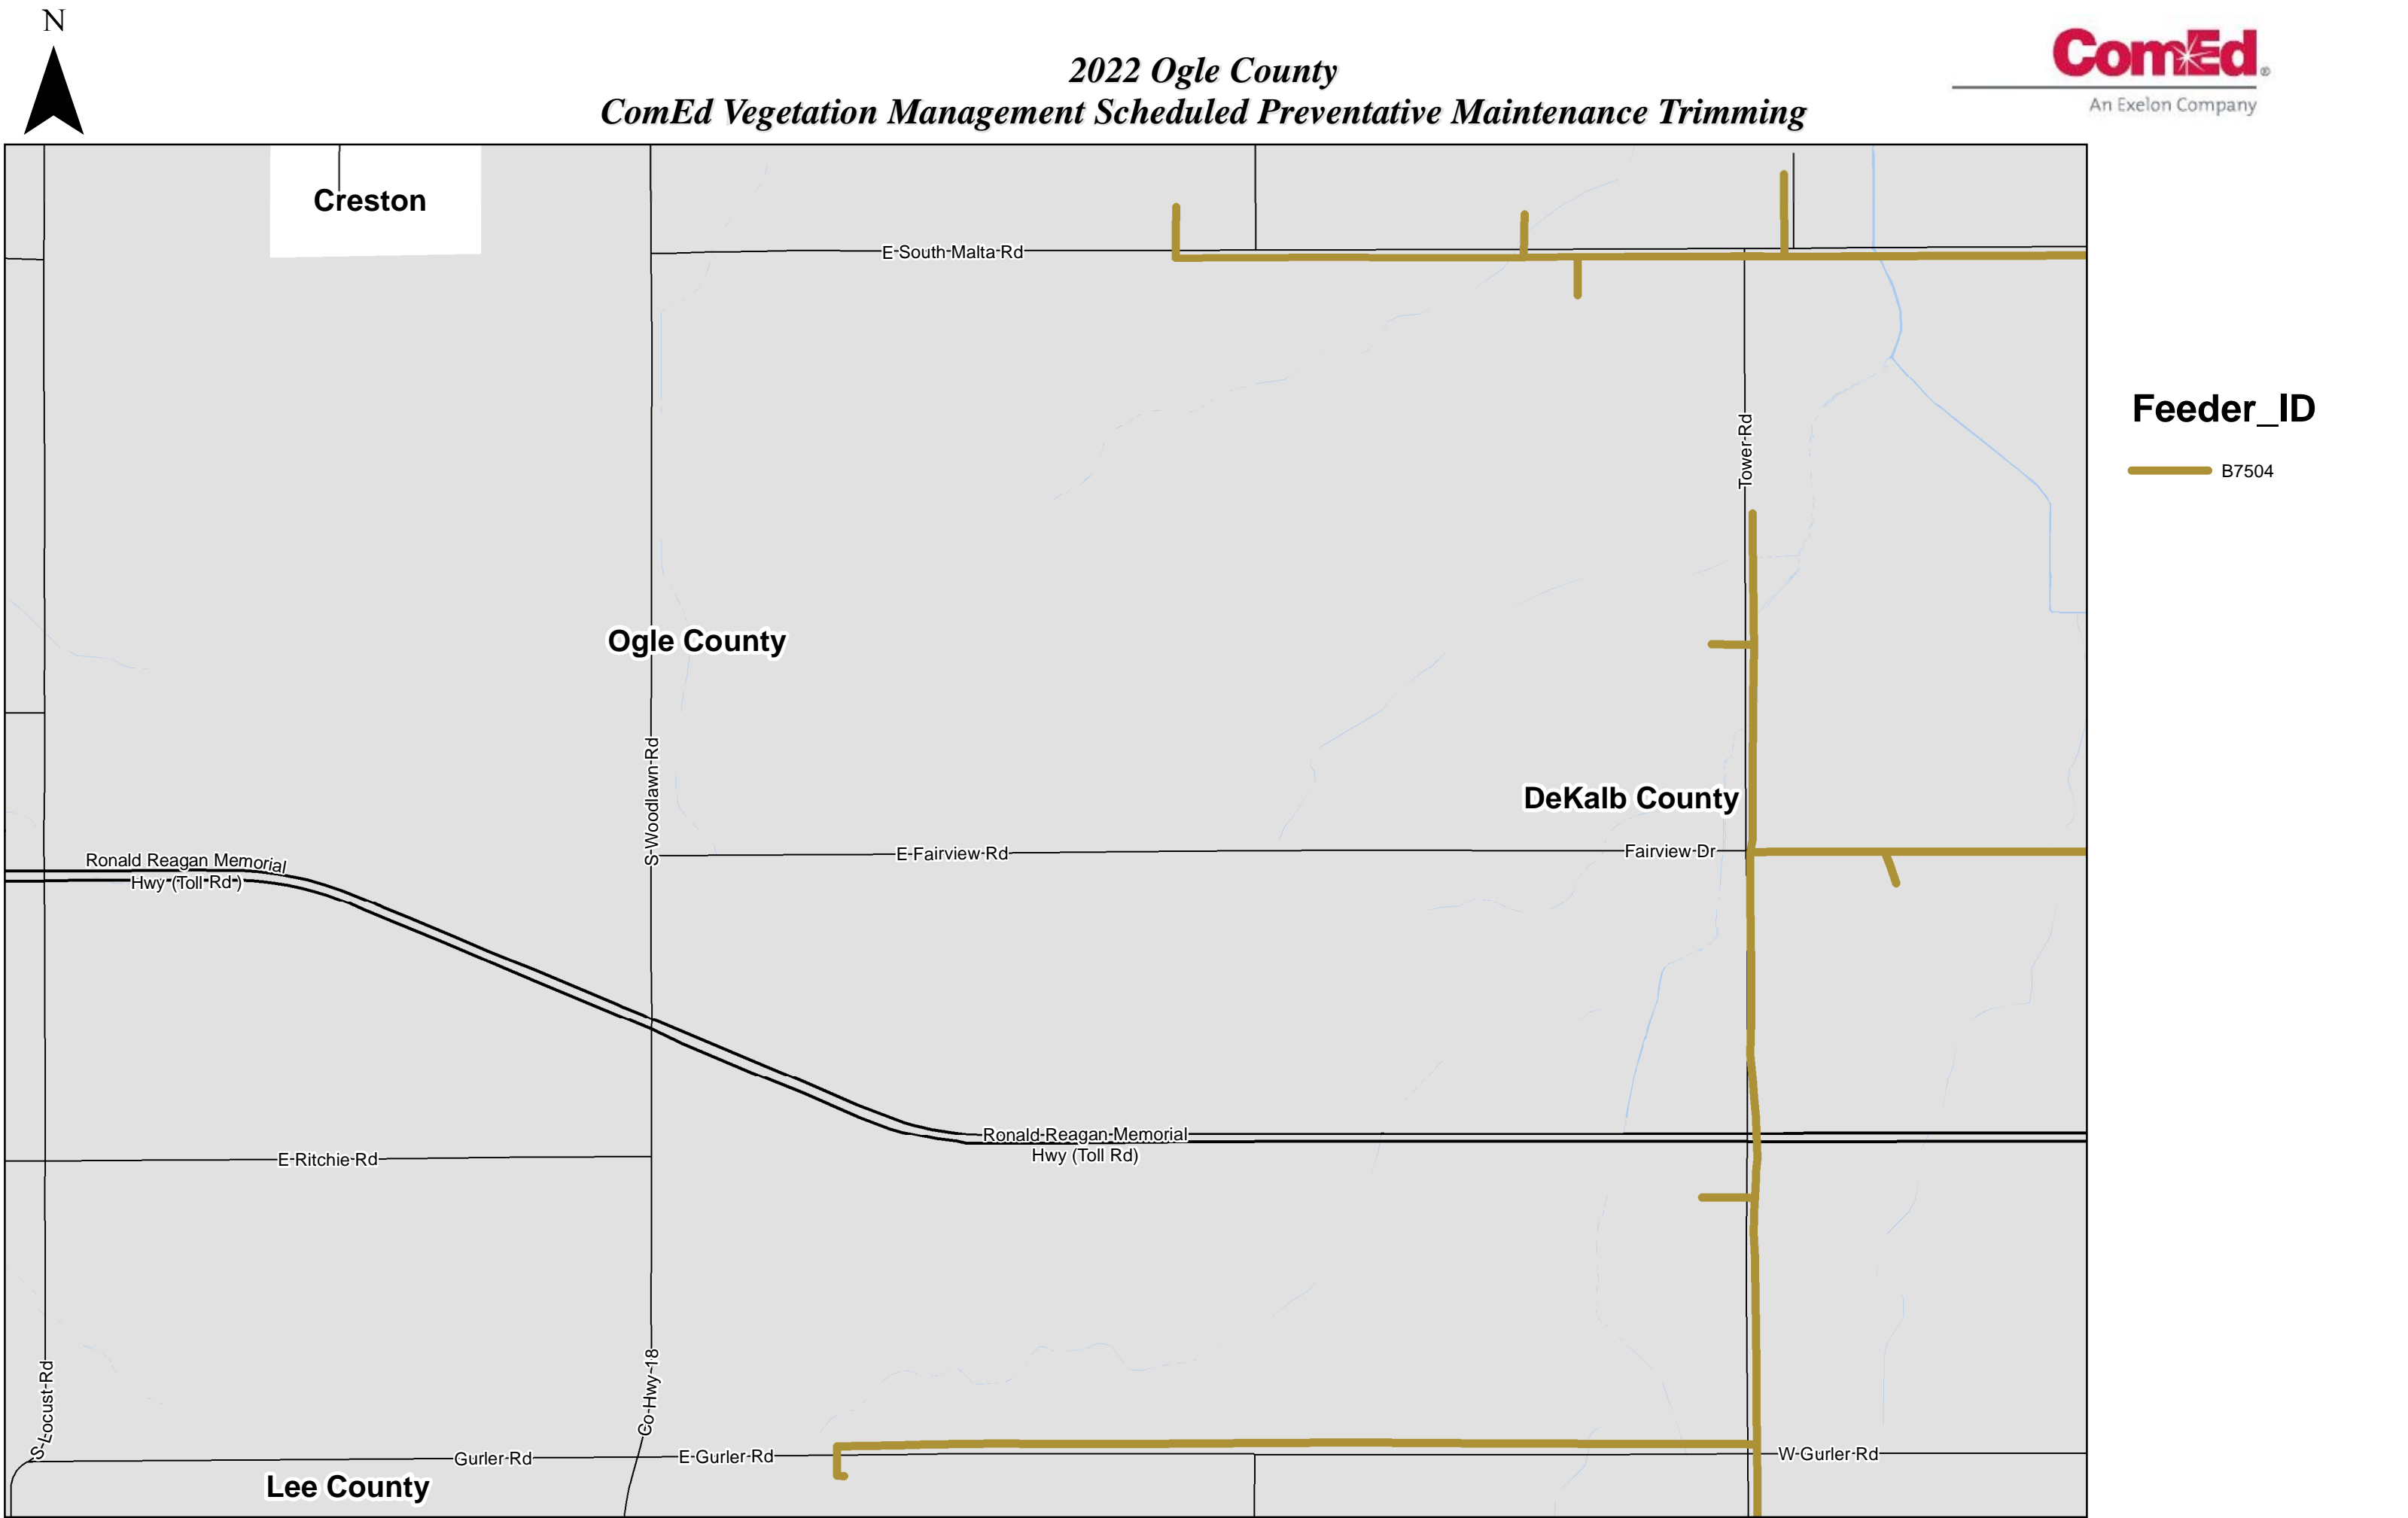 N
2022 Ogle County
ComEd Vegetation Management Scheduled Preventative Maintenance Trimming
ComEd®
An Exelon Company
Creston
E South Malta Rd
Tower Rd
Feeder_ID
B7504
Ogle County
S Woodlawn Rd
DeKalb County
E Fairview Rd
Fairview Dr
Ronald Reagan Memorial
Hwy (Toll Rd )
Ronald Reagan Memorial
Hwy (Toll Rd)
E Ritchie Rd
S Locust Rd
Co Hwy 18
Gurler Rd
E Gurler Rd
W Gurler Rd
Lee County